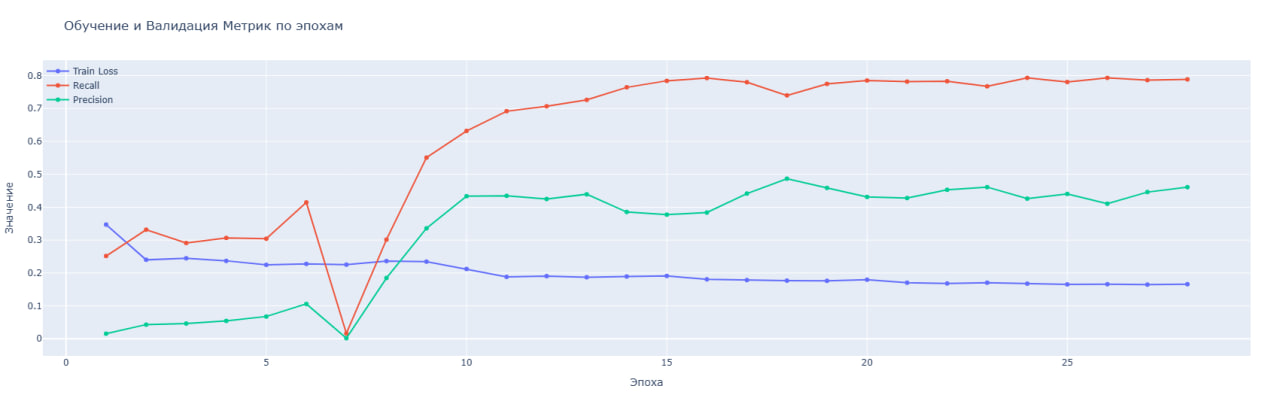 Обучение и Валидация Метрик по эпохам
Train Loss
Recall
Precision
0.8
0.7
0.6
0.5
0.4
0.3
0.2
0.1
0
Значение
0
5
10
15
20
25
Эпоха